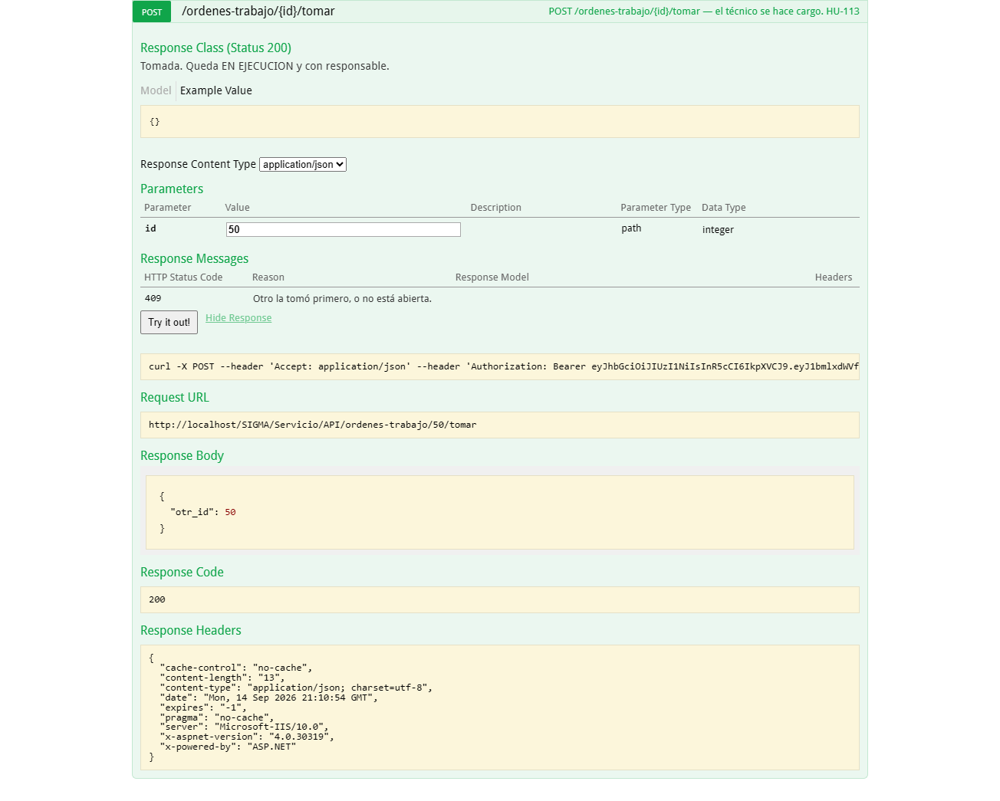 POST /ordenes-trabajo/{id}/tomar POST /ordenes-trabajo/{id}/tomar — el técnico se hace cargo. HU-113
Response Class (Status 200)
Tomada. Queda EN EJECUCION y con responsable.
Model Example Value
{}
Response Content Type application/json
Parameters
Parameter Value Description Parameter Type Data Type
id 50 path integer
Response Messages
HTTP Status Code Reason Response Model Headers
409 Otro la tomó primero, o no está abierta.
Try it out! Hide Response
curl -X POST --header 'Accept: application/json' --header 'Authorization: Bearer eyJhbGciOiJIUzI1NiIsInR5cCI6IkpXVCJ9.eyJ1bmlxdWVf
Request URL
http://localhost/SIGMA/Servicio/API/ordenes-trabajo/50/tomar
Response Body
{
  "otr_id": 50
}
Response Code
200
Response Headers
{
  "cache-control": "no-cache",
  "content-length": "13",
  "content-type": "application/json; charset=utf-8",
  "date": "Mon, 14 Sep 2026 21:10:54 GMT",
  "expires": "-1",
  "pragma": "no-cache",
  "server": "Microsoft-IIS/10.0",
  "x-aspnet-version": "4.0.30319",
  "x-powered-by": "ASP.NET"
}